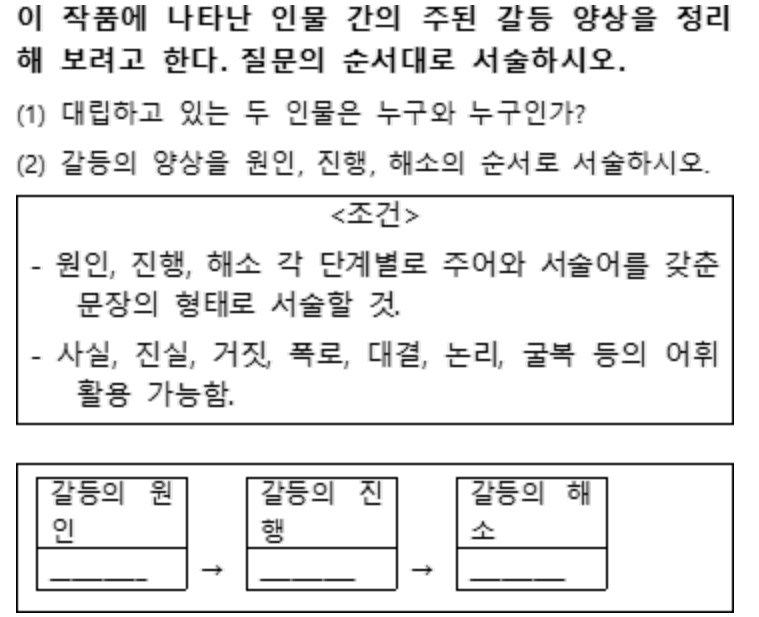 이 작품에 나타난 인물 간의 주된 갈등 양상을 정리
해 보려고 한다. 질문의 순서대로 서술하시오.
(1) 대립하고 있는 두 인물은 누구와 누구인가?
(2) 갈등의 양상을 원인, 진행, 해소의 순서로 서술하시오.
<조건>
- 원인, 진행, 해소 각 단계별로 주어와 서술어를 갖춘
문장의 형태로 서술할 것.
- 사실, 진실, 거짓, 폭로, 대결, 논리, 굴복 등의 어휘
활용 가능함.
갈등의 원
인
_________
→
갈등의 진
행
_________
→
갈등의 해
소
_________